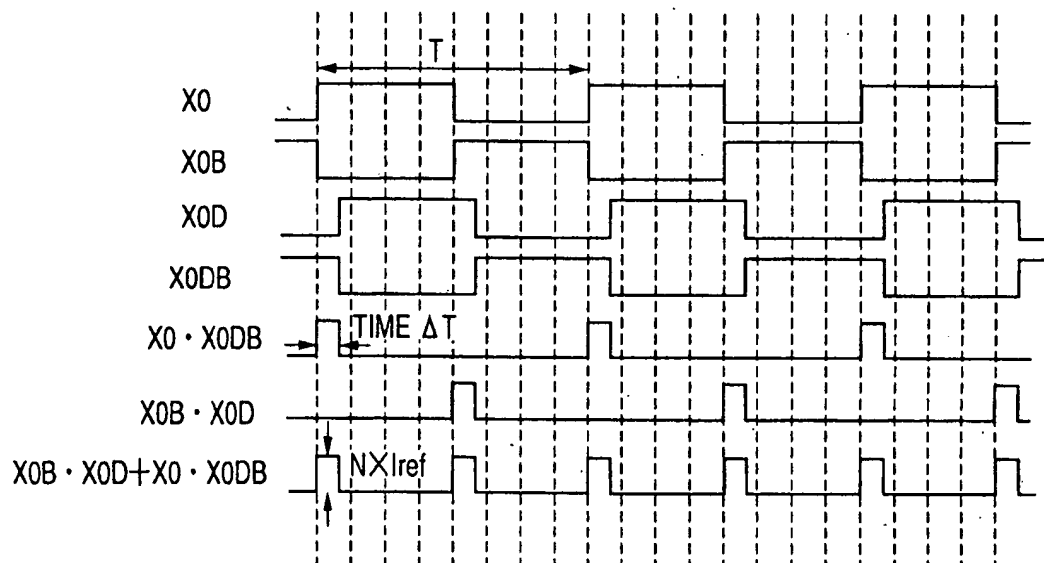 T
X0
X0B
X0D
X0DB
X0・X0DB
TIME ΔT
X0B・X0D
X0B・X0D+X0・X0DB
N×Iref